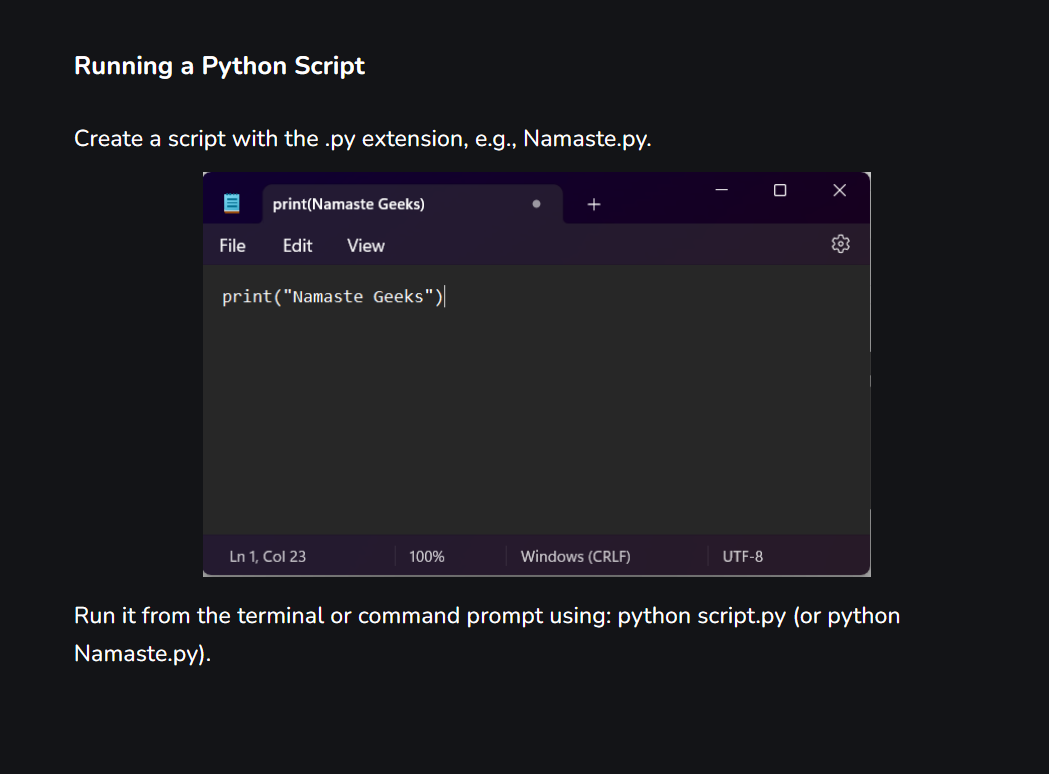 Running a Python Script
Create a script with the .py extension, e.g., Namaste.py.
print(Namaste Geeks)
File Edit View
print("Namaste Geeks")
Ln 1, Col 23 100% Windows (CRLF) UTF-8
Run it from the terminal or command prompt using: python script.py (or python
Namaste.py).